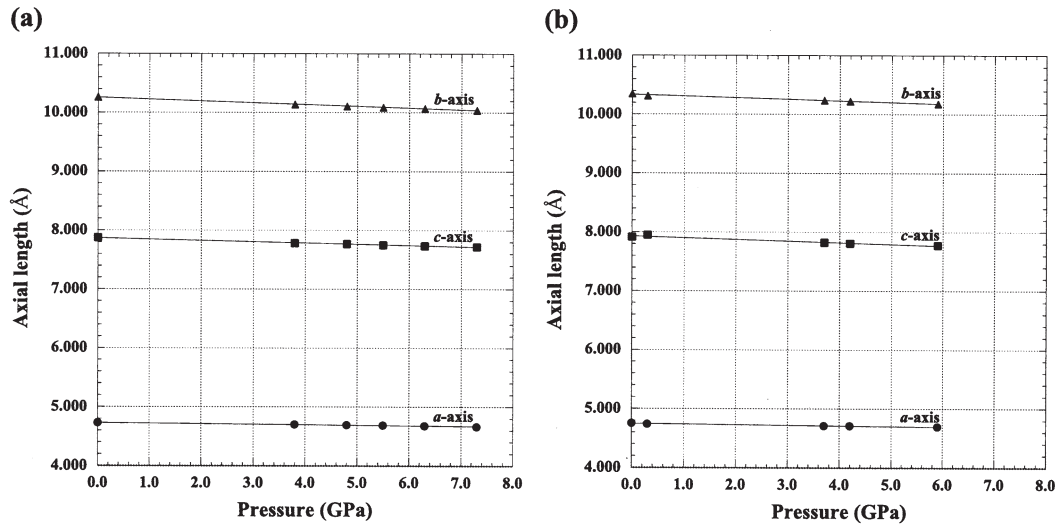 (a)
11.000
10.000
9.000
8.000
7.000
6.000
5.000
4.000
Axial length (Å)
b-axis
c-axis
a-axis
0.0 1.0 2.0 3.0 4.0 5.0 6.0 7.0 8.0
Pressure (GPa)
(b)
11.000
10.000
9.000
8.000
7.000
6.000
5.000
4.000
Axial length (Å)
b-axis
c-axis
a-axis
0.0 1.0 2.0 3.0 4.0 5.0 6.0 7.0 8.0
Pressure (GPa)